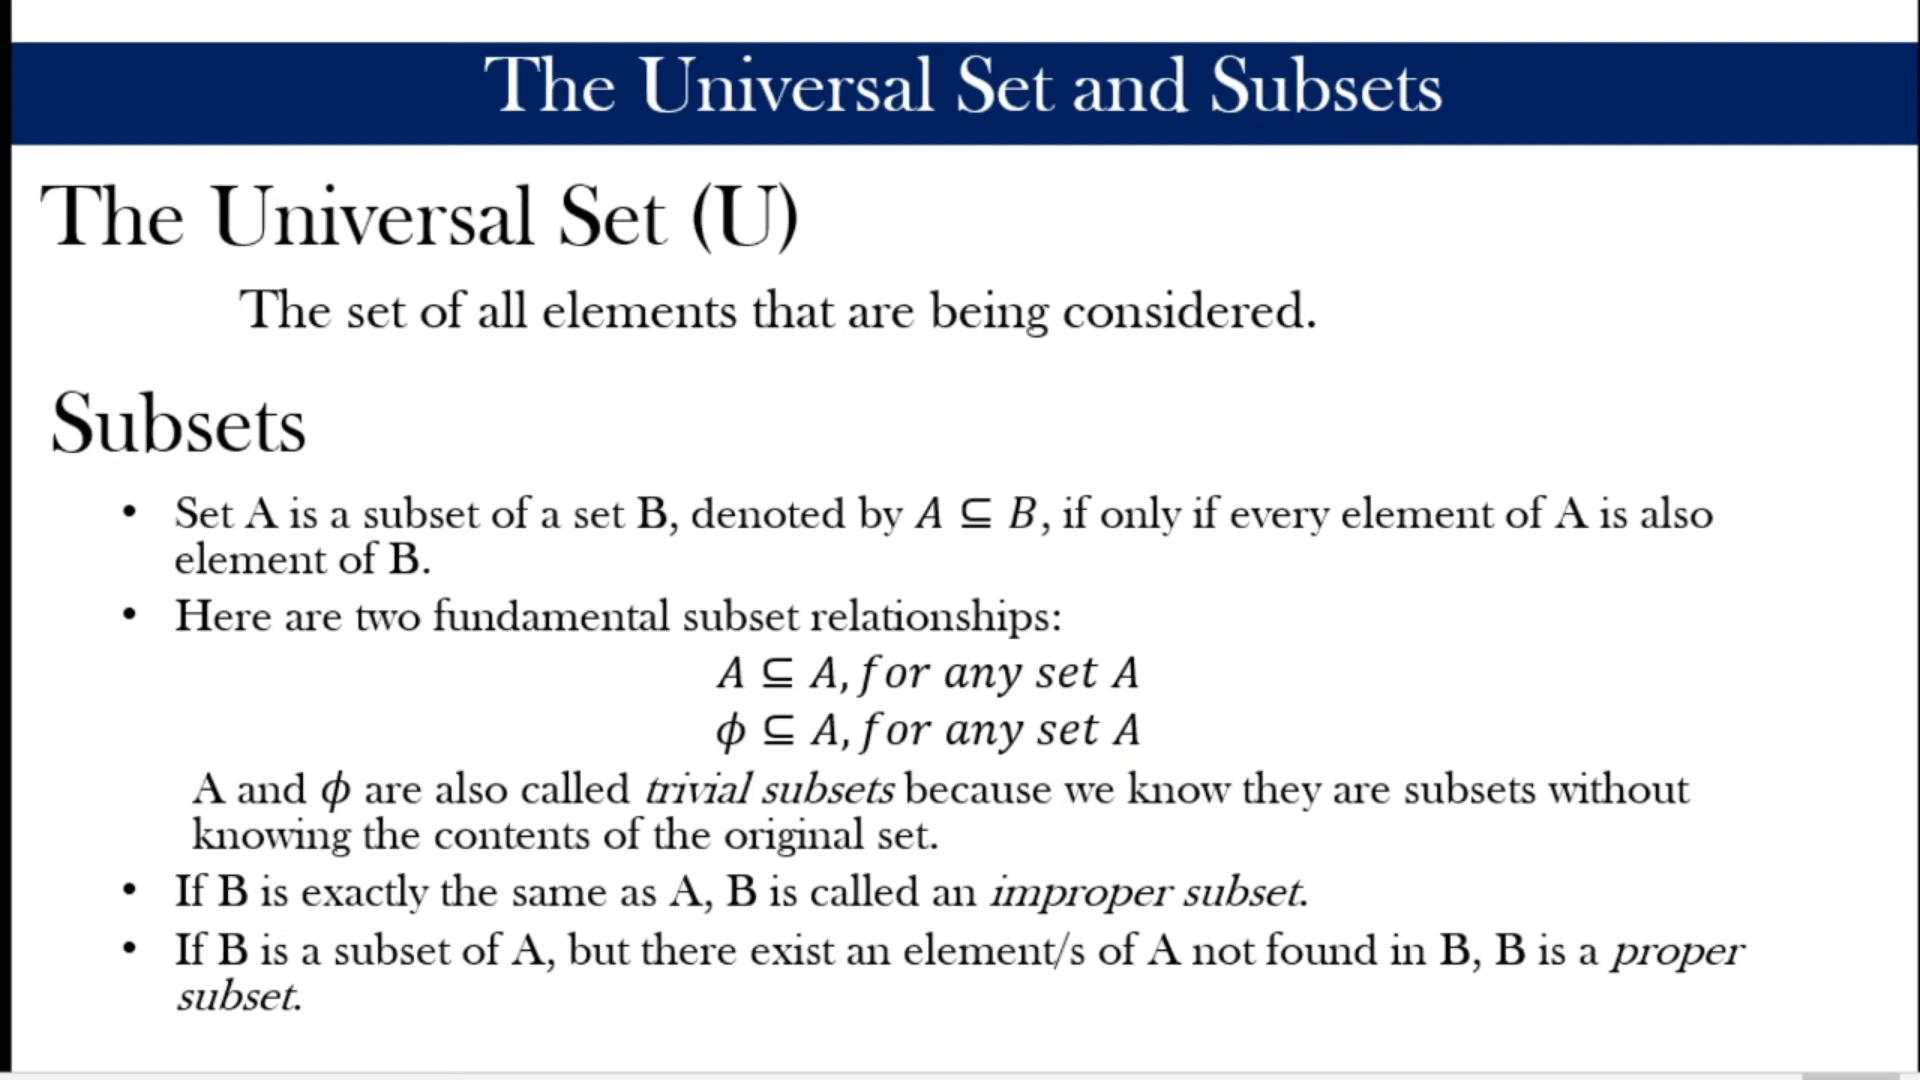 The Universal Set and Subsets
The Universal Set (U)
The set of all elements that are being considered.
Subsets
• Set A is a subset of a set B, denoted by A ⊆ B, if only if every element of A is also
element of B.
• Here are two fundamental subset relationships:
A ⊆ A, for any set A
ϕ ⊆ A, for any set A
A and ϕ are also called trivial subsets because we know they are subsets without
knowing the contents of the original set.
• If B is exactly the same as A, B is called an improper subset.
• If B is a subset of A, but there exist an element/s of A not found in B, B is a proper
subset.